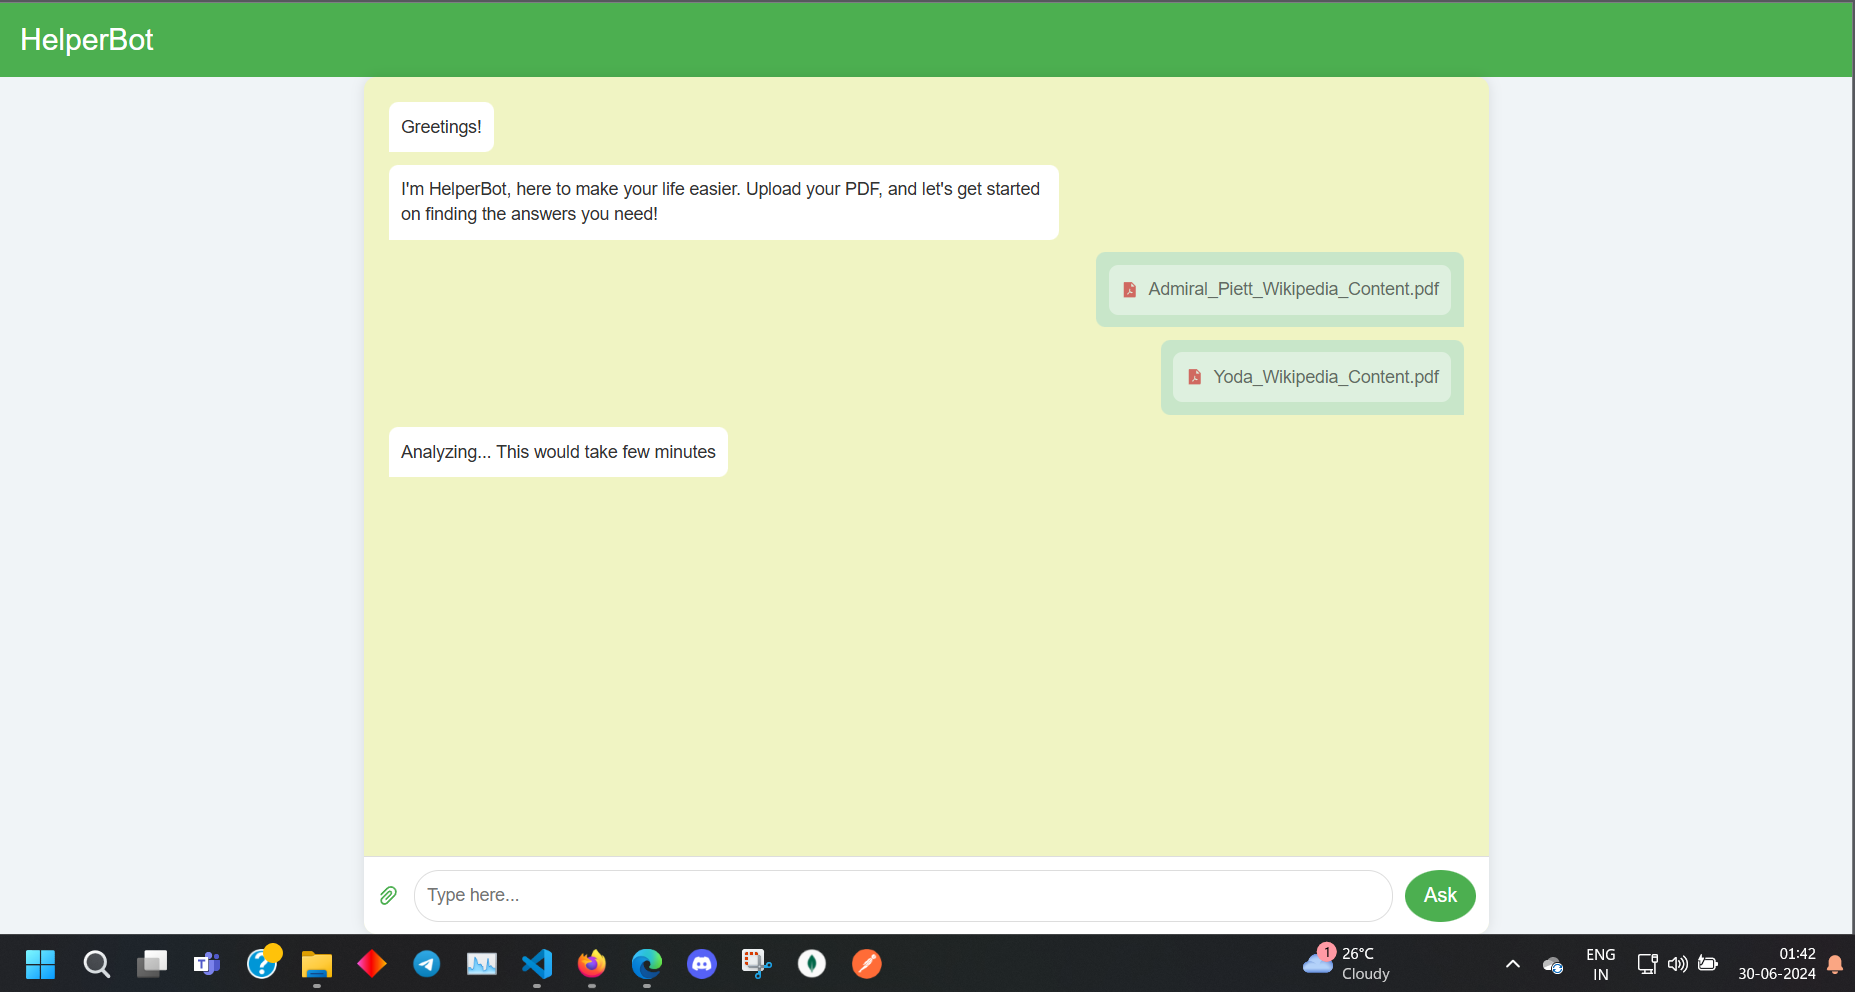 HelperBot
Greetings!
I'm HelperBot, here to make your life easier. Upload your PDF, and let's get started
on finding the answers you need!
Admiral_Piett_Wikipedia_Content.pdf
Yoda_Wikipedia_Content.pdf
Analyzing... This would take few minutes
Type here...
Ask
1
26°C
Cloudy
ENG
IN
01:42
30-06-2024